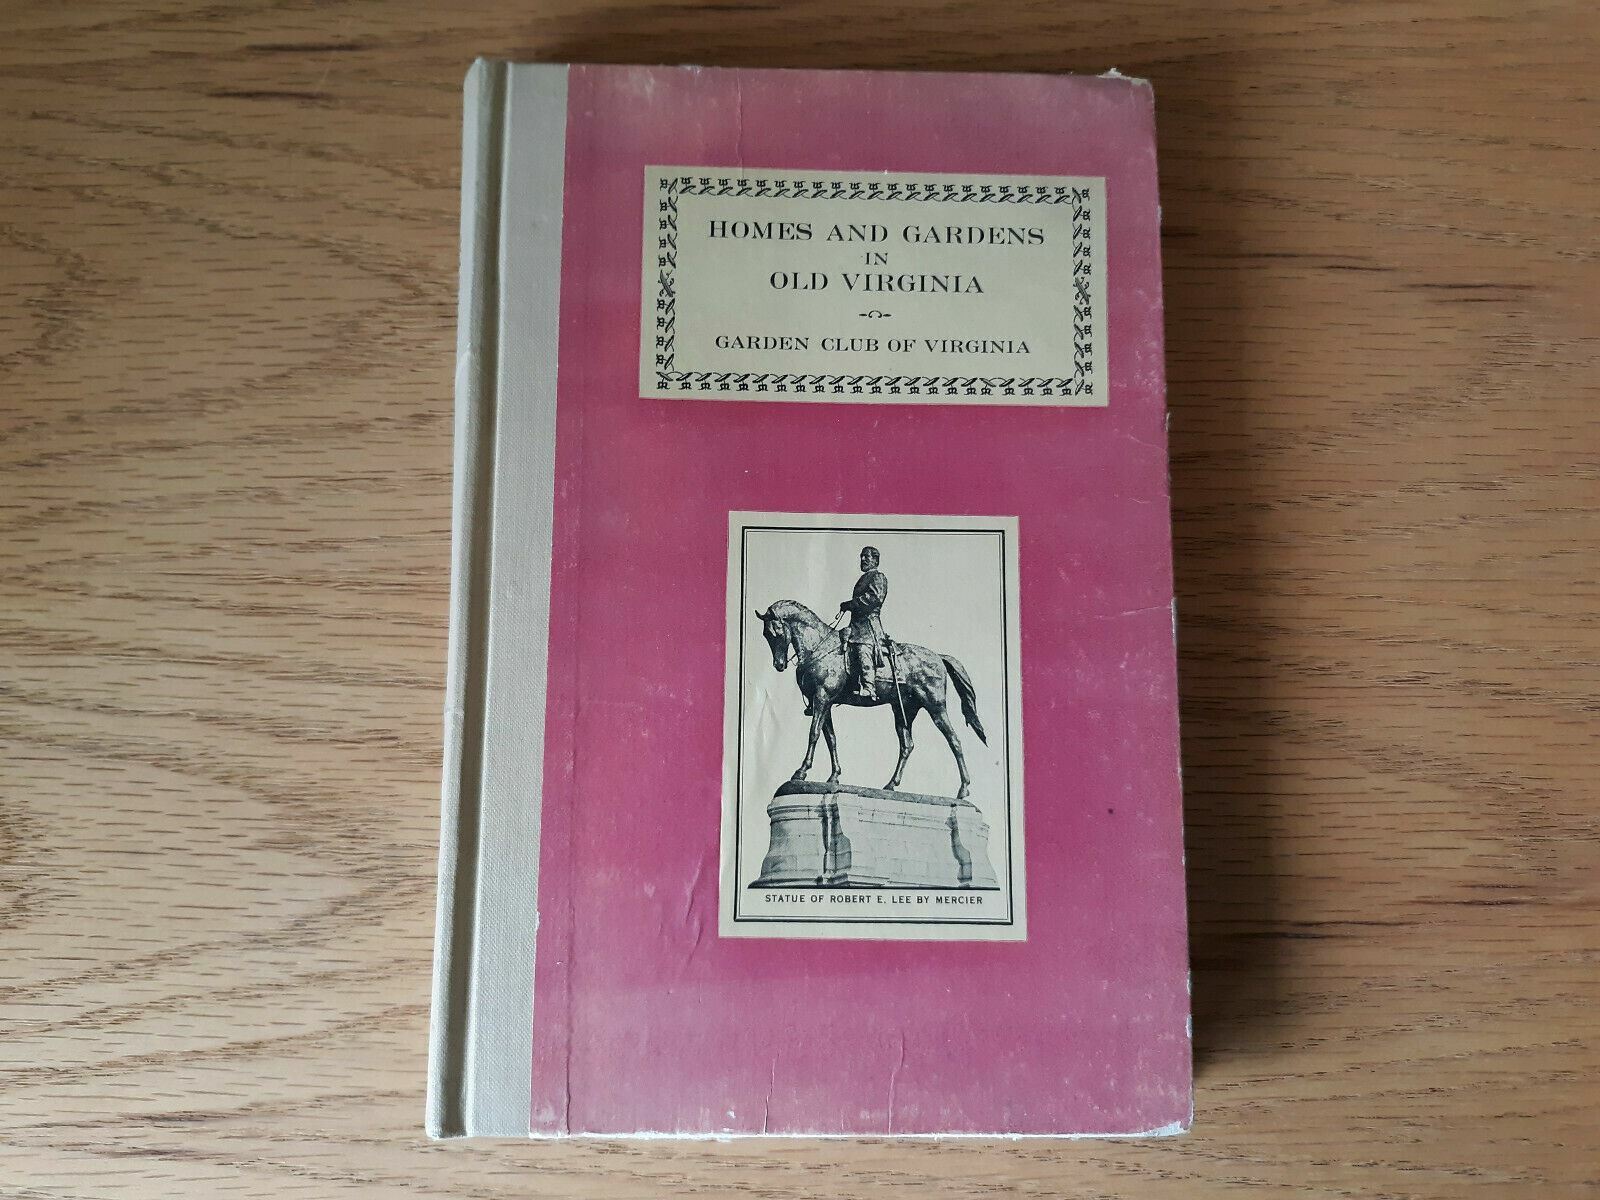 HOMES AND GARDENS
IN
OLD VIRGINIA
GARDEN CLUB OF VIRGINIA
STATUE OF ROBERT E. LEE BY MERCIER